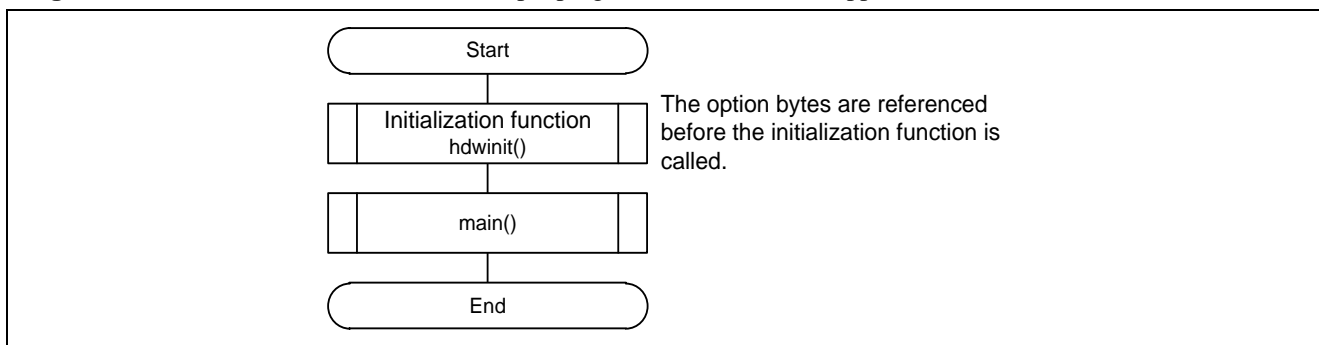 Start
Initialization function
hdwinit()
The option bytes are referenced
before the initialization function is
called.
main()
End